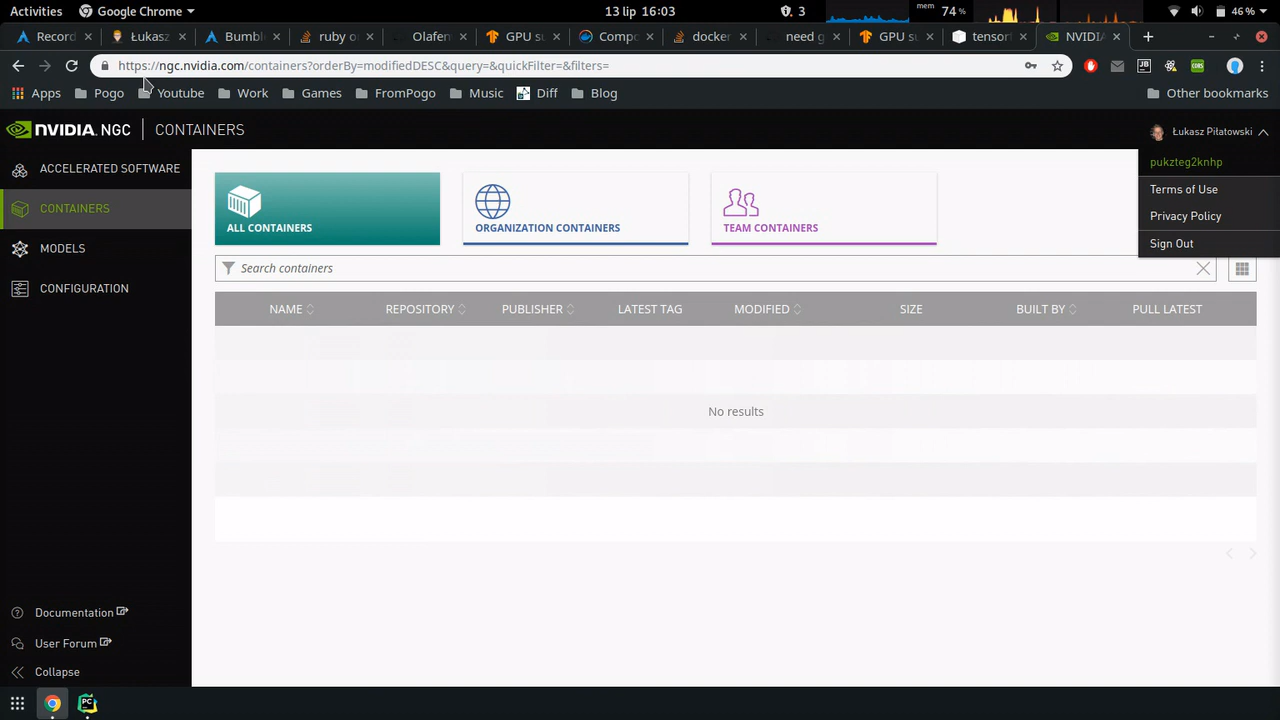 Activities Google Chrome 13 lip 16:03 3 mem 74 % 46 %
Record Łukasz Bumbl ruby o Olafen GPU su Compo docker need g GPU su tensorf NVIDIA
https://ngc.nvidia.com/containers?orderBy=modifiedDESC&query=&quickFilter=&filters=
Apps Pogo Youtube Work Games FromPogo Music Diff Blog Other bookmarks
NVIDIA. NGC CONTAINERS Łukasz Piłatowski
pukzteg2knhp
Terms of Use
Privacy Policy
Sign Out
ACCELERATED SOFTWARE
CONTAINERS
MODELS
CONFIGURATION
ALL CONTAINERS ORGANIZATION CONTAINERS TEAM CONTAINERS
Search containers
NAME REPOSITORY PUBLISHER LATEST TAG MODIFIED SIZE BUILT BY PULL LATEST
No results
Documentation
User Forum
Collapse
PC